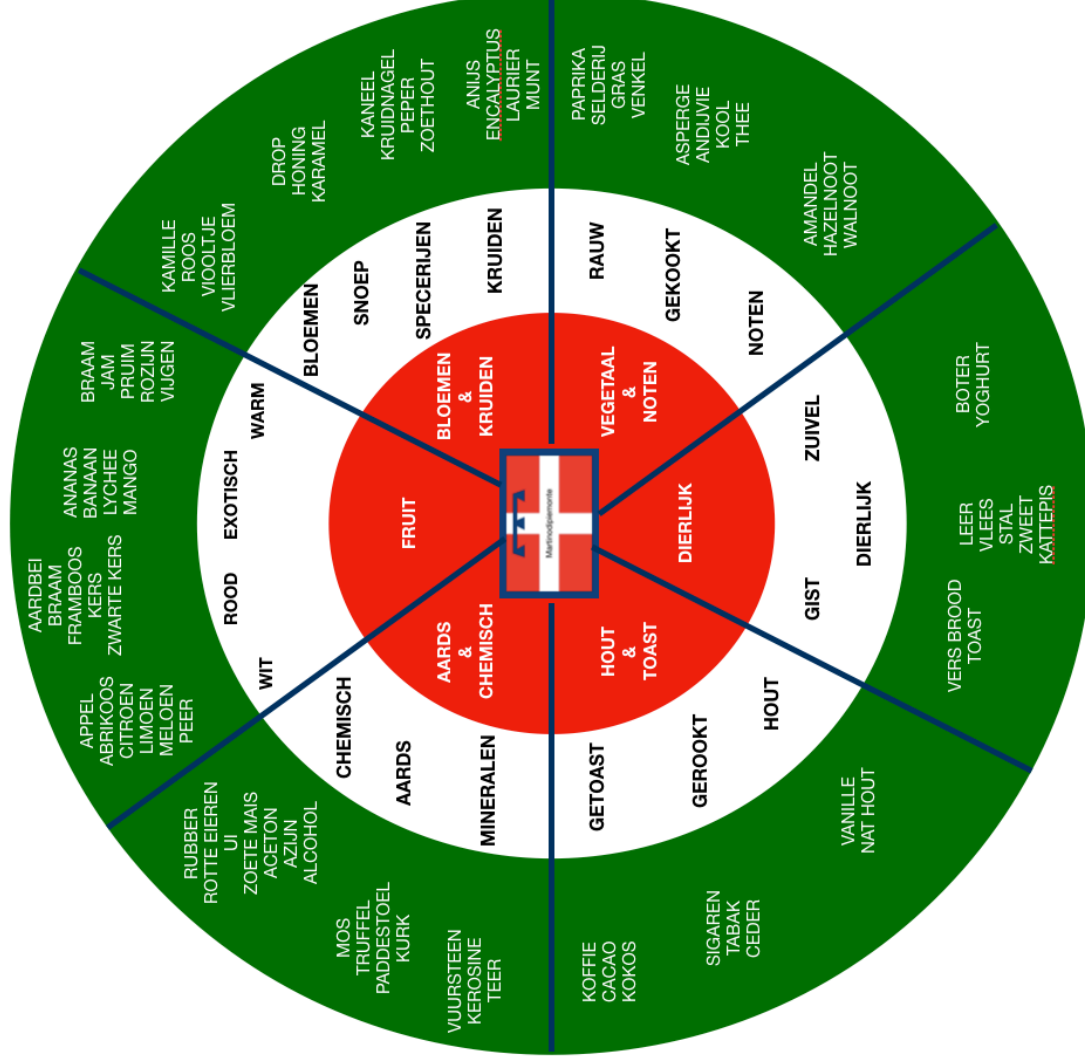 FRUIT
BLOEMEN
&
KRUIDEN
VEGETAAL
&
NOTEN
DIERLIJK
HOUT
&
TOAST
AARDS
&
CHEMISCH
Martinodipiemonte
WIT
ROOD
EXOTISCH
WARM
BLOEMEN
SNOEP
SPECERIJEN
KRUIDEN
RAUW
GEKOOKT
NOTEN
ZUIVEL
DIERLIJK
GIST
HOUT
GEROOKT
GETOAST
MINERALEN
AARDS
CHEMISCH
APPEL
ABRIKOOS
CITROEN
LIMOEN
MELOEN
PEER
AARDBEI
BRAAM
FRAMBOOS
KERS
ZWARTE KERS
ANANAS
BANAAN
LYCHEE
MANGO
BRAAM
JAM
PRUIM
ROZIJN
VIJGEN
KAMILLE
ROOS
VIOOLTJE
VLIERBLOEM
DROP
HONING
KARAMEL
KANEEL
KRUIDNAGEL
PEPER
ZOETHOUT
ANIJS
ENCALYPTUS
LAURIER
MUNT
PAPRIKA
SELDERIJ
GRAS
VENKEL
ASPERGE
ANDIJVIE
KOOL
THEE
AMANDEL
HAZELNOOT
WALNOOT
BOTER
YOGHURT
LEER
VLEES
STAL
ZWEET
KATTEPIS
VERS BROOD
TOAST
VANILLE
NAT HOUT
SIGAREN
TABAK
CEDER
KOFFIE
CACAO
KOKOS
VUURSTEEN
KEROSINE
TEER
MOS
TRUFFEL
PADDESTOEL
KURK
RUBBER
ROTTE EIEREN
UI
ZOETE MAIS
ACETON
AZIJN
ALCOHOL